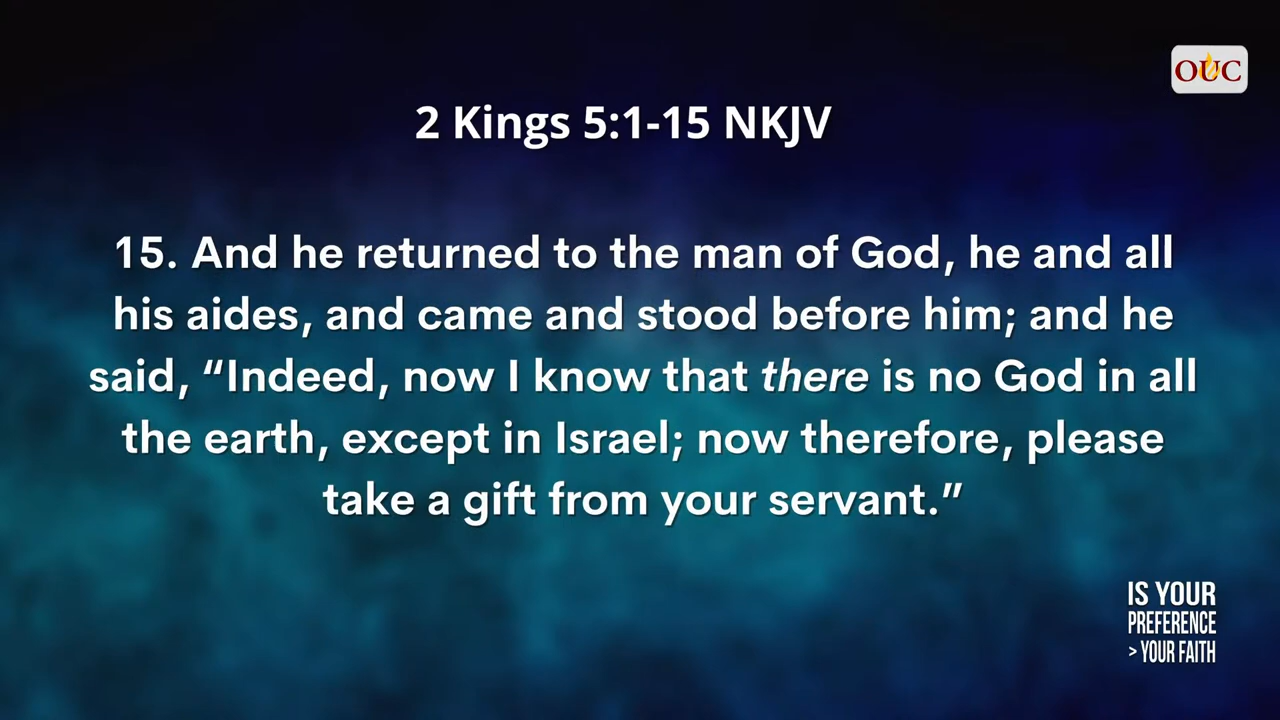 OUC
2 Kings 5:1-15 NKJV
15. And he returned to the man of God, he and all
his aides, and came and stood before him; and he
said, “Indeed, now I know that there is no God in all
the earth, except in Israel; now therefore, please
take a gift from your servant.”
IS YOUR
PREFERENCE
> YOUR FAITH